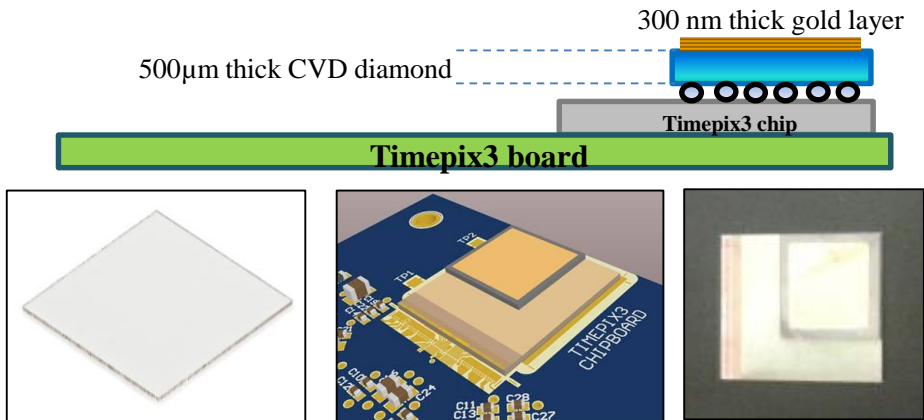 300 nm thick gold layer
500µm thick CVD diamond
Timepix3 chip
Timepix3 board
TP2
TP1
TIMEPIX3
CHIPBOARD
C10
C24
C11
C13
C28
C27